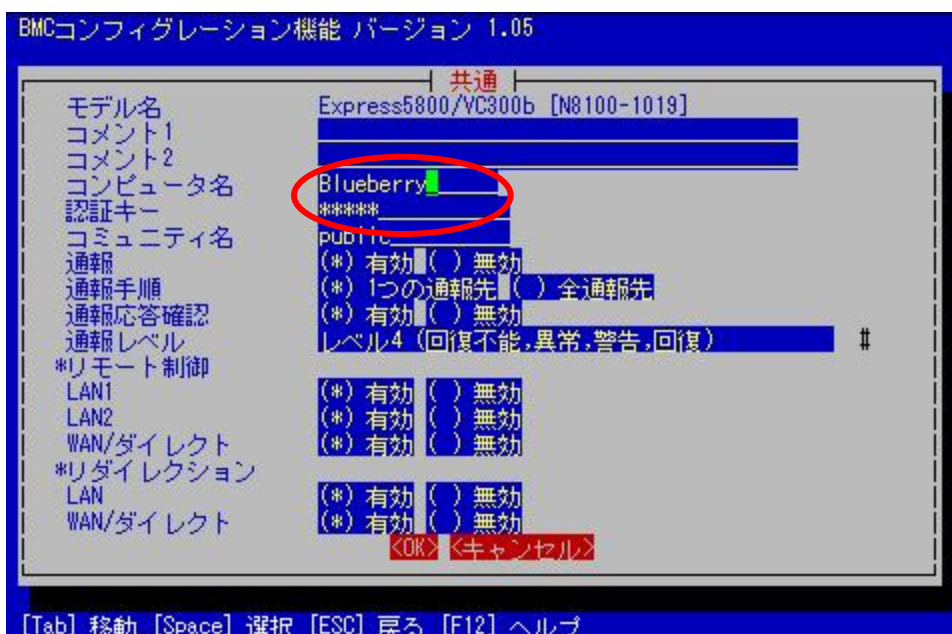 BMCコンフィグレーション機能 バージョン 1.05
共通
モデル名 Express5800/VC300b [N8100-1019]
コメント1
コメント2
コンピュータ名 Blueberry
認証キー *****
コミュニティ名 public
通報 (*) 有効 ( ) 無効
通報手順 (*) 1つの通報先 ( ) 全通報先
通報応答確認 (*) 有効 ( ) 無効
通報レベル レベル4 (回復不能,異常,警告,回復) #
*リモート制御
LAN1 (*) 有効 ( ) 無効
LAN2 (*) 有効 ( ) 無効
WAN/ダイレクト (*) 有効 ( ) 無効
*リダイレクション
LAN (*) 有効 ( ) 無効
WAN/ダイレクト (*) 有効 ( ) 無効
<OK> <キャンセル>
[Tab] 移動 [Space] 選択 [ESC] 戻る [F12] ヘルプ